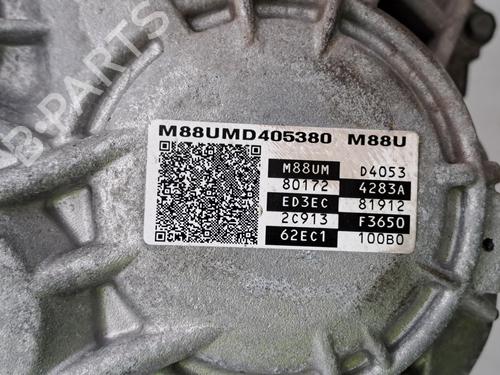 B-PARTS
M88UMD405380 M88U
M88UM D4053
80172 4283A
ED3EC 81912
2C913 F3650
62EC1 100B0